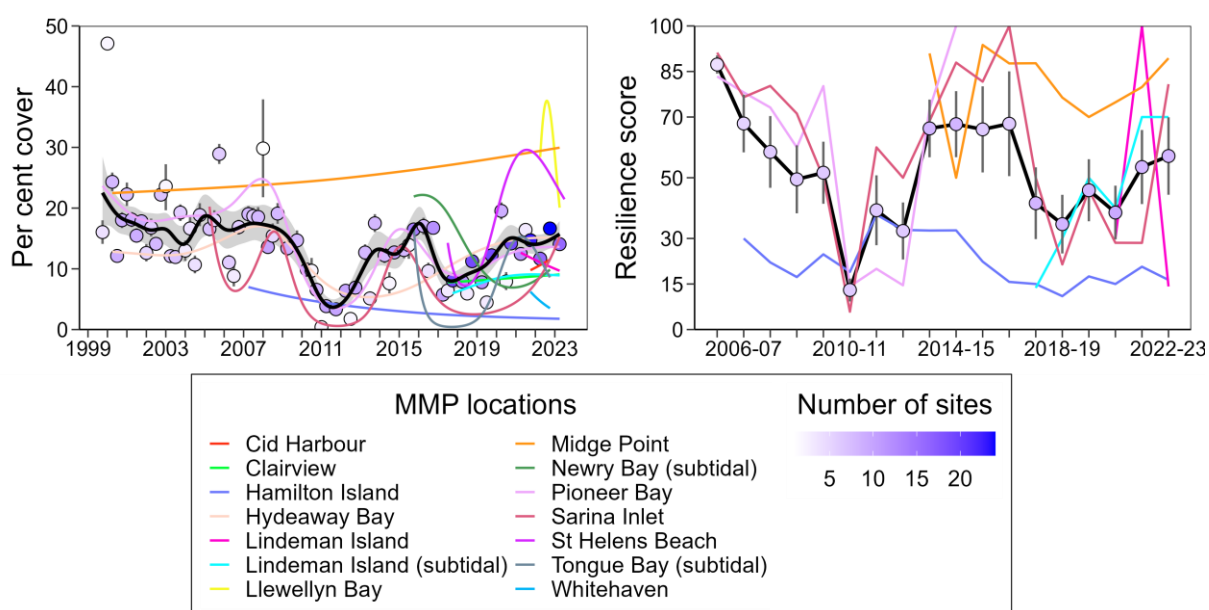 Per cent cover
50
40
30
20
10
0
1999 2003 2007 2011 2015 2019 2023
Resilience score
100
85
70
50
30
15
0
2006-07 2010-11 2014-15 2018-19 2022-23
MMP locations
Cid Harbour
Clairview
Hamilton Island
Hydeaway Bay
Lindeman Island
Lindeman Island (subtidal)
Llewellyn Bay
Midge Point
Newry Bay (subtidal)
Pioneer Bay
Sarina Inlet
St Helens Beach
Tongue Bay (subtidal)
Whitehaven
Number of sites
5 10 15 20